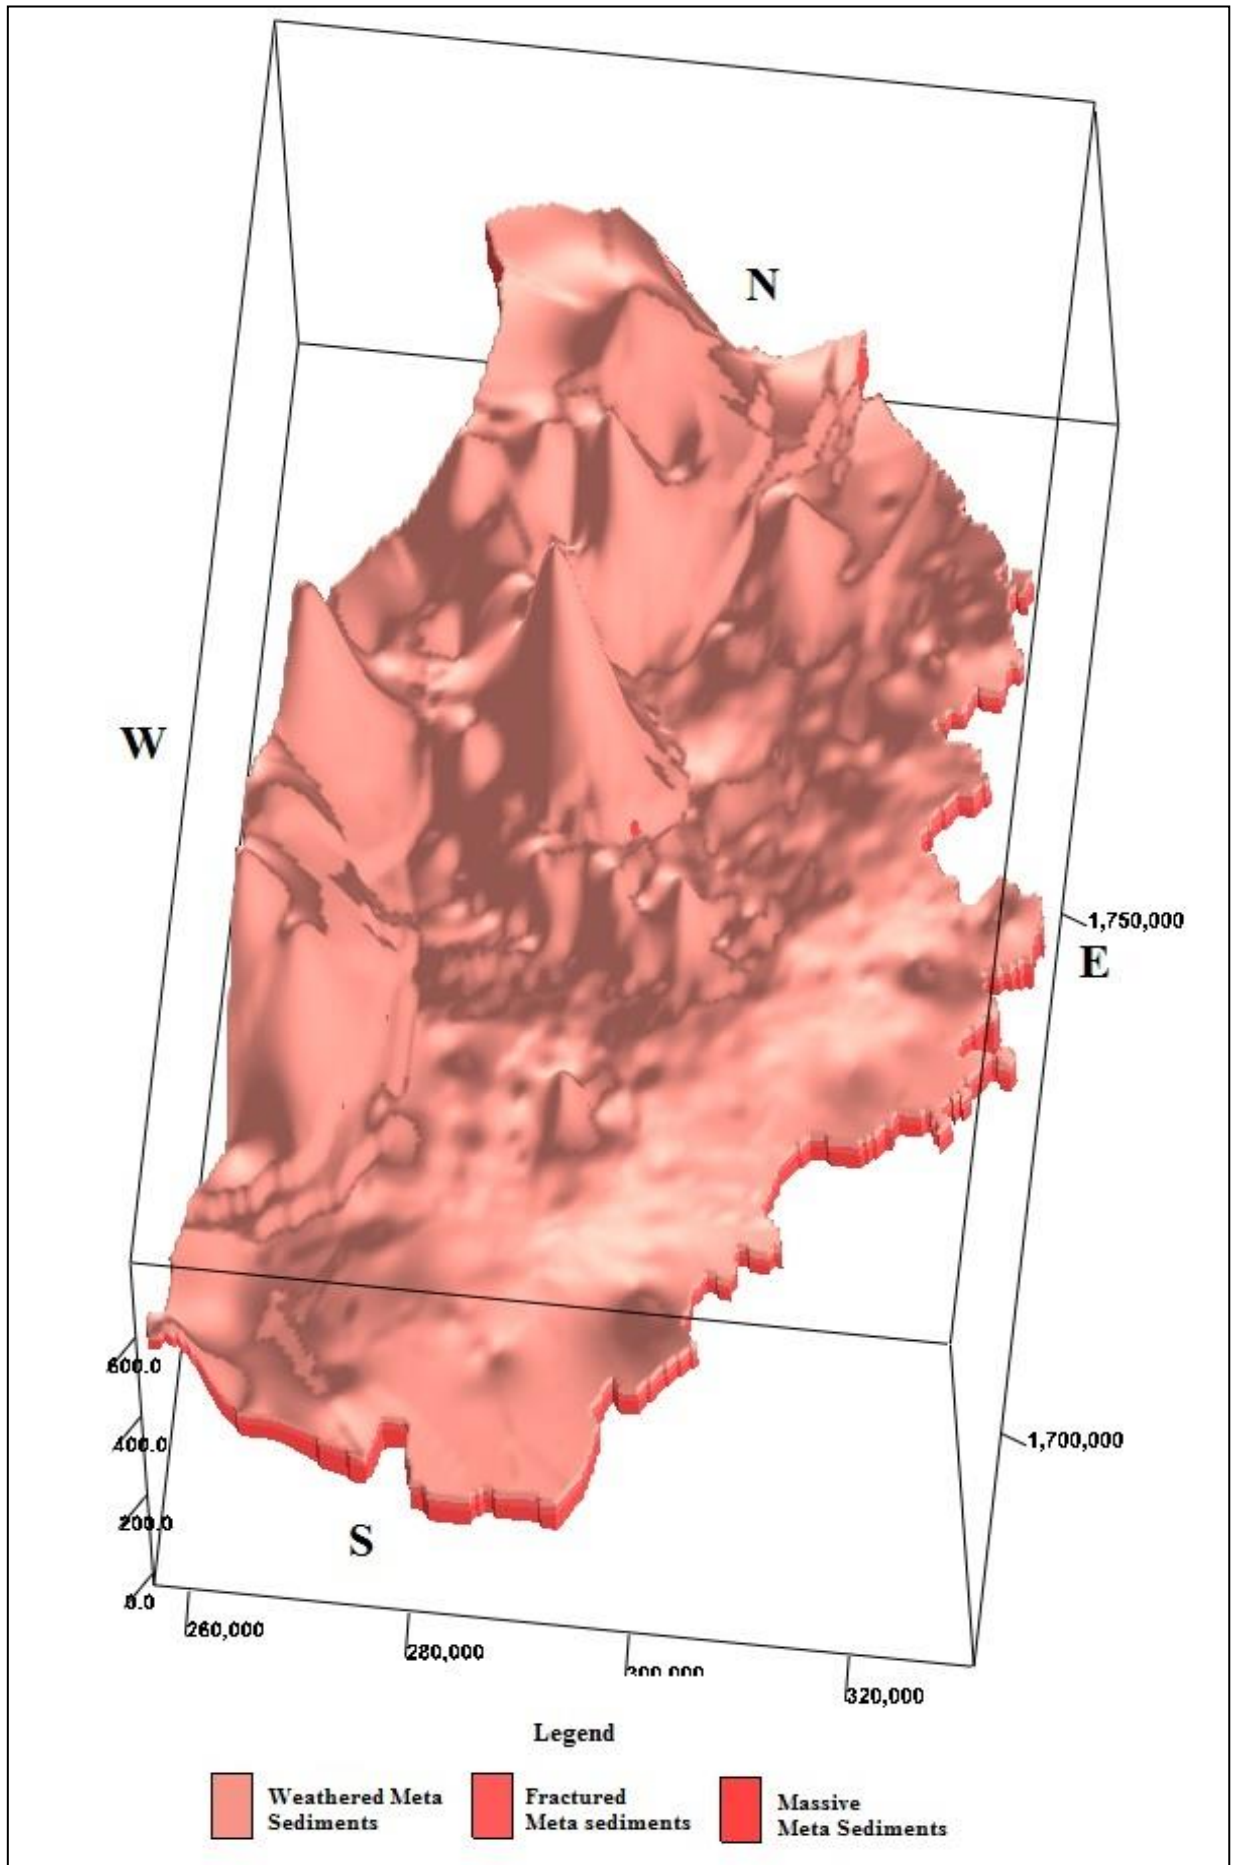 N
W
1,750,000
E
600.0
400.0
1,700,000
200.0
S
0.0
260,000
280,000
300,000
320,000
Legend
Weathered Meta
Sediments
Fractured
Meta sediments
Massive
Meta Sediments